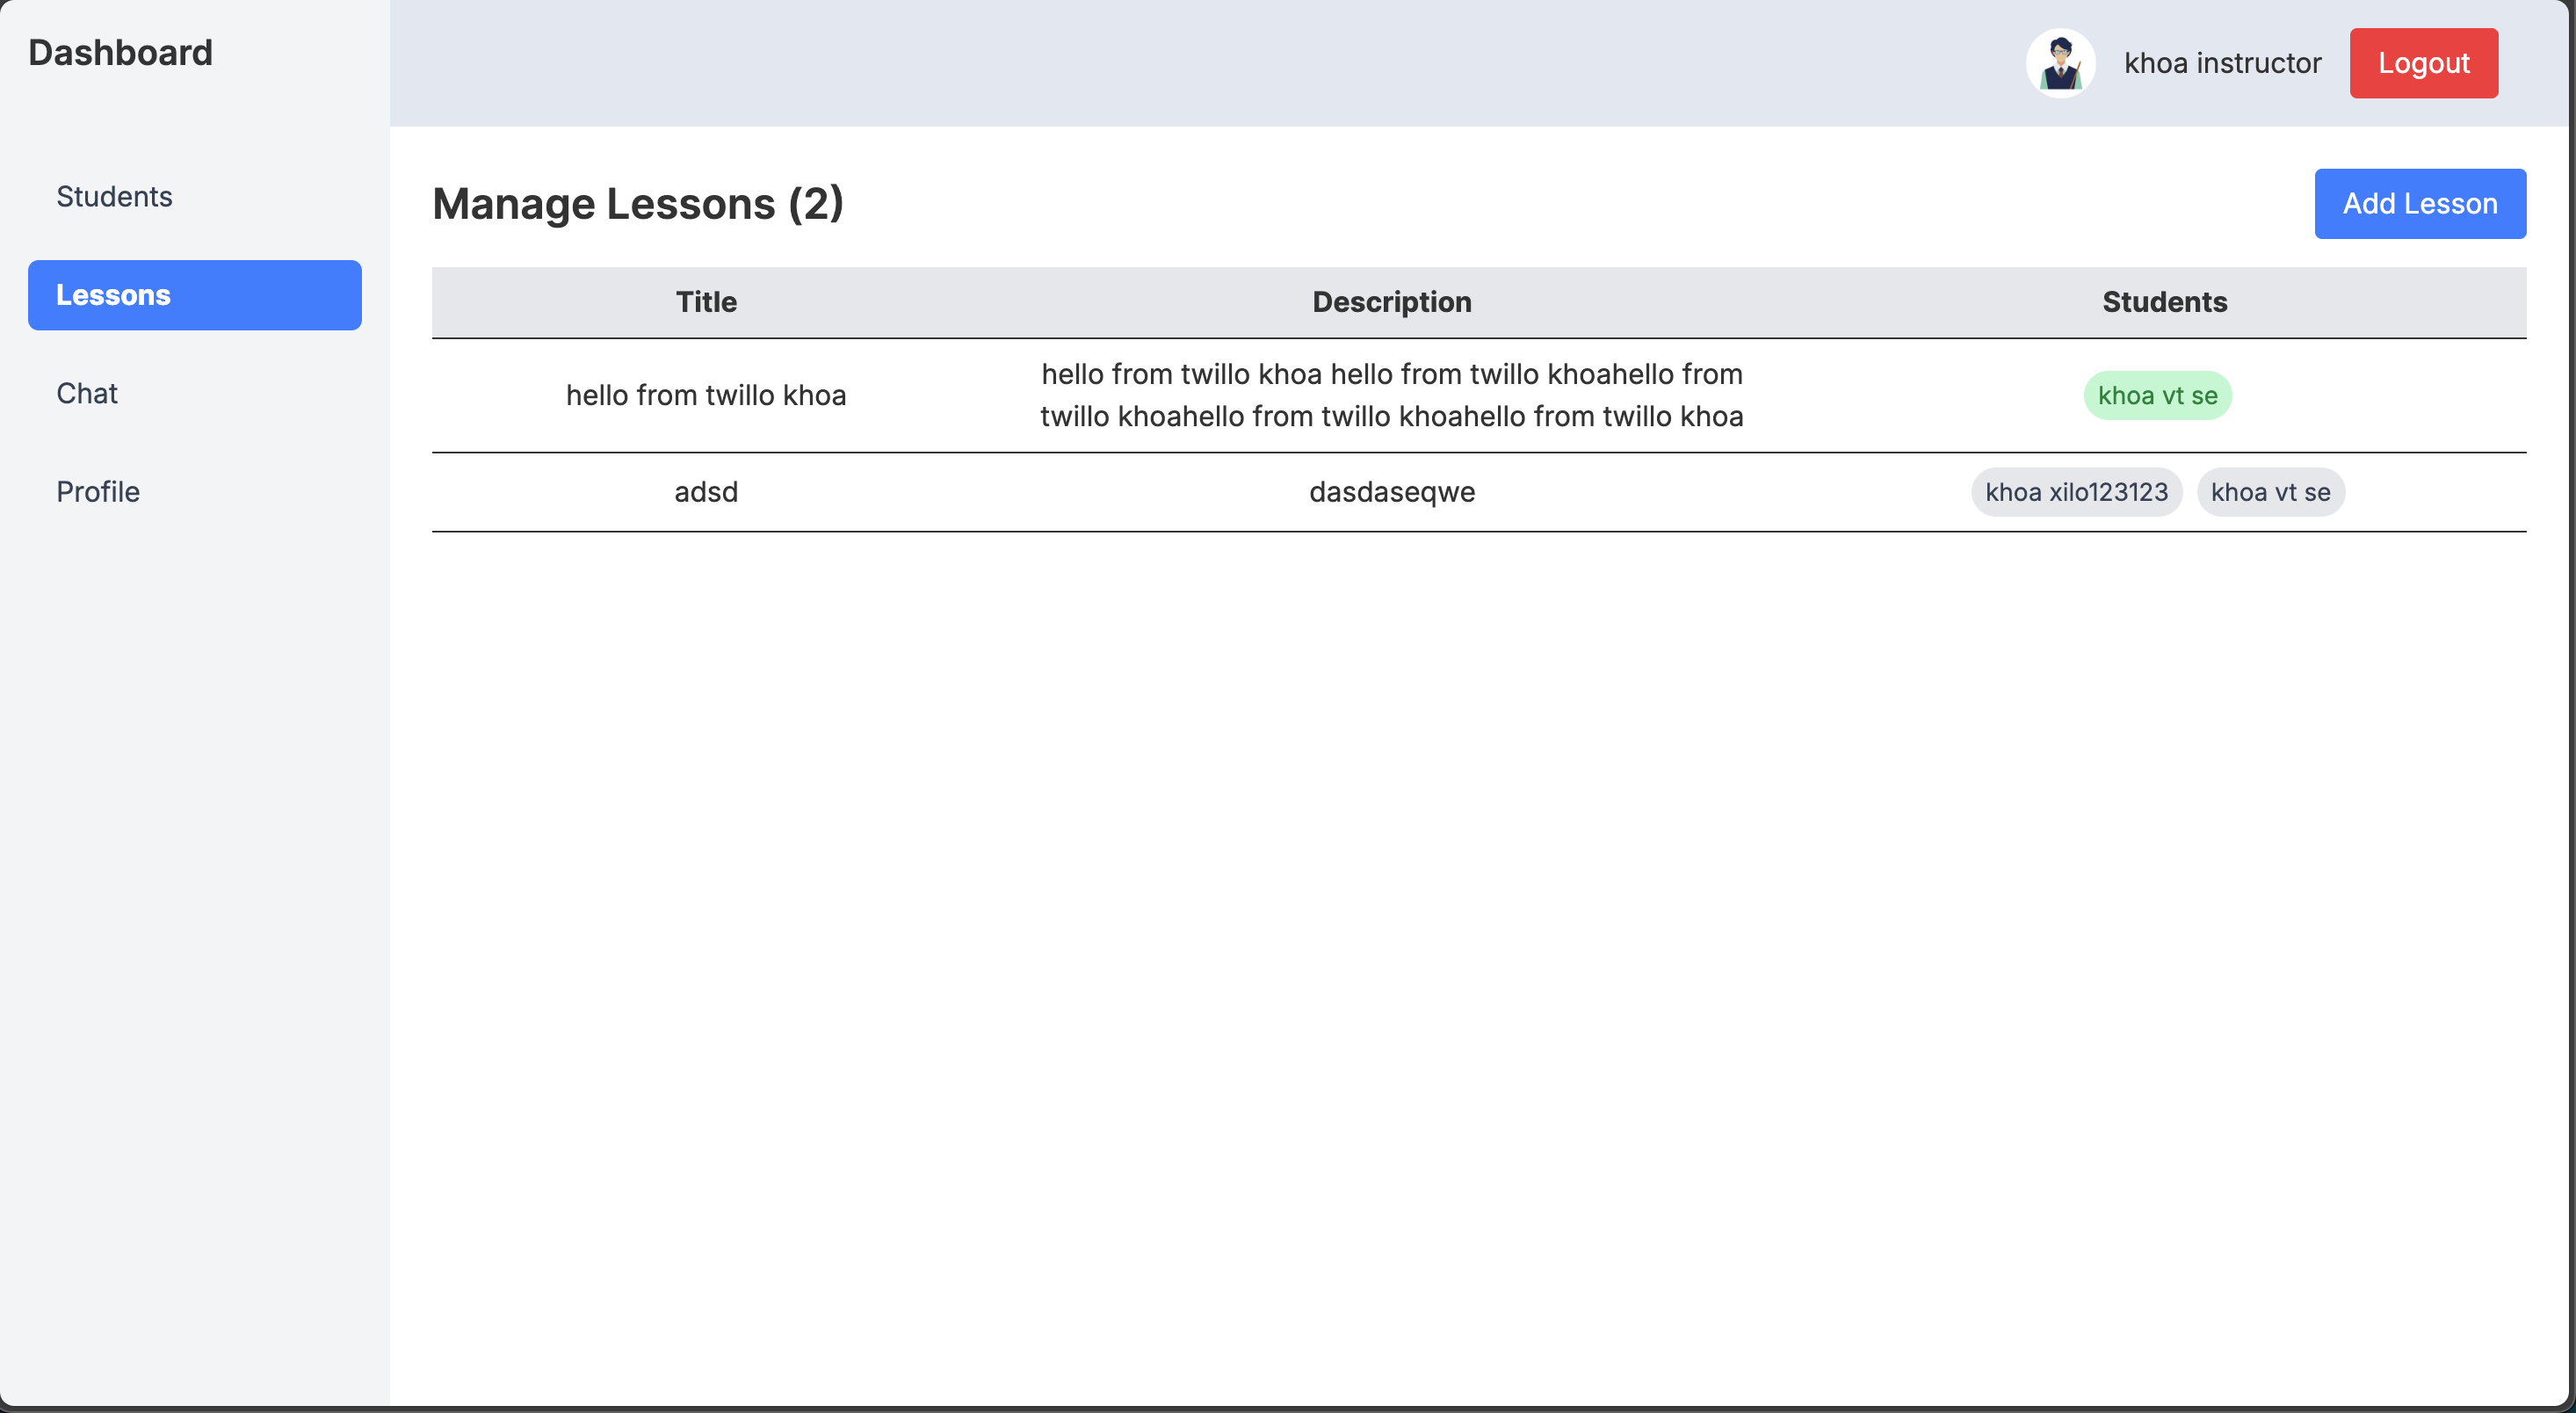 Dashboard
khoa instructor
Logout
Students
Lessons
Chat
Profile
Manage Lessons (2)
Add Lesson
Title Description Students
hello from twillo khoa
hello from twillo khoa hello from twillo khoahello from
twillo khoahello from twillo khoahello from twillo khoa
khoa vt se
adsd dasdaseqwe khoa xilo123123 khoa vt se